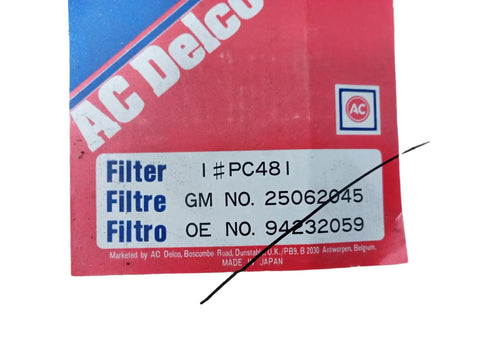 AC Delco
AC
Filter 1#PC481
Filtre GM NO. 25062045
Filtro OE NO. 94232059
Marketed by AC Delco, Boscombe Road, Dunstable, U.K./PB9, B 2030 Antwerpen, Belgium.
MADE IN JAPAN